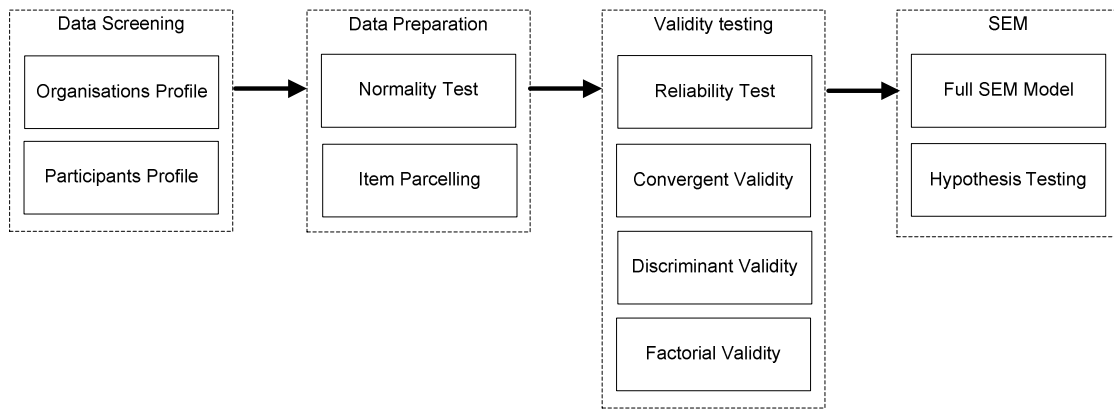 Data Screening
Organisations Profile
Participants Profile
Data Preparation
Normality Test
Item Parcelling
Validity testing
Reliability Test
Convergent Validity
Discriminant Validity
Factorial Validity
SEM
Full SEM Model
Hypothesis Testing